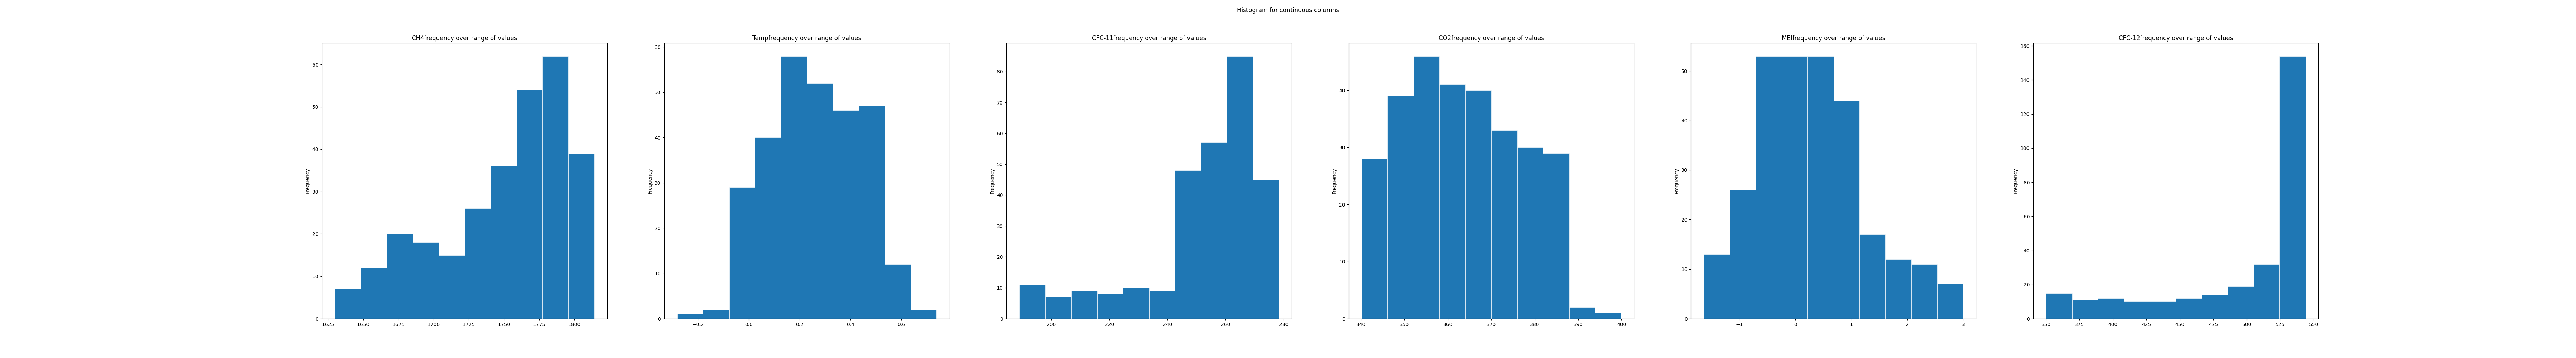 Histogram for continuous columns
CH4frequency over range of values
Frequency
60
50
40
30
20
10
0
1625 1650 1675 1700 1725 1750 1775 1800
Tempfrequency over range of values
Frequency
60
50
40
30
20
10
0
−0.2 0.0 0.2 0.4 0.6
CFC-11frequency over range of values
Frequency
80
70
60
50
40
30
20
10
0
200 220 240 260 280
CO2frequency over range of values
Frequency
40
30
20
10
0
340 350 360 370 380 390 400
MEIfrequency over range of values
Frequency
50
40
30
20
10
0
−1 0 1 2 3
CFC-12frequency over range of values
Frequency
160
140
120
100
80
60
40
20
0
350 375 400 425 450 475 500 525 550